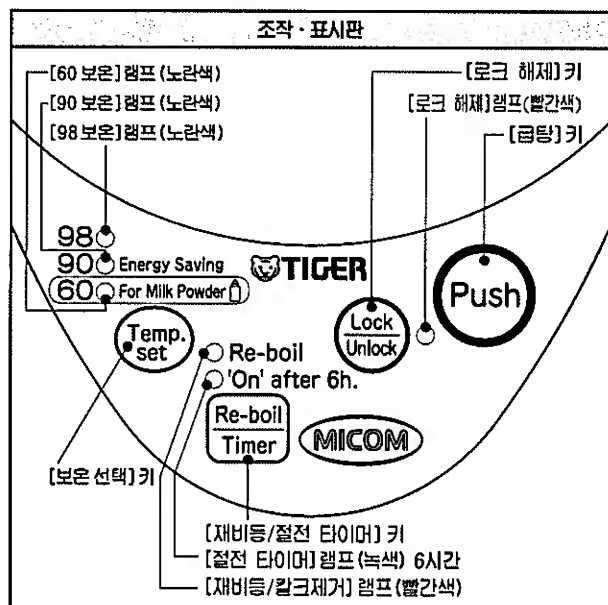 조작·표시판
[60 보온]램프(노란색)
[90 보온]램프(노란색)
[98 보온]램프(노란색)
[로크 해제]키
[로크 해제]램프(빨간색)
[급탕]키
98
90 Energy Saving
60 For Milk Powder
TIGER
Push
Lock
Unlock
Temp.
set
Re-boil
'On' after 6h.
Re-boil
Timer
MICOM
[보온 선택]키
[재비등/절전 타이머]키
[절전 타이머]램프(녹색) 6시간
[재비등/칼크제거]램프(빨간색)